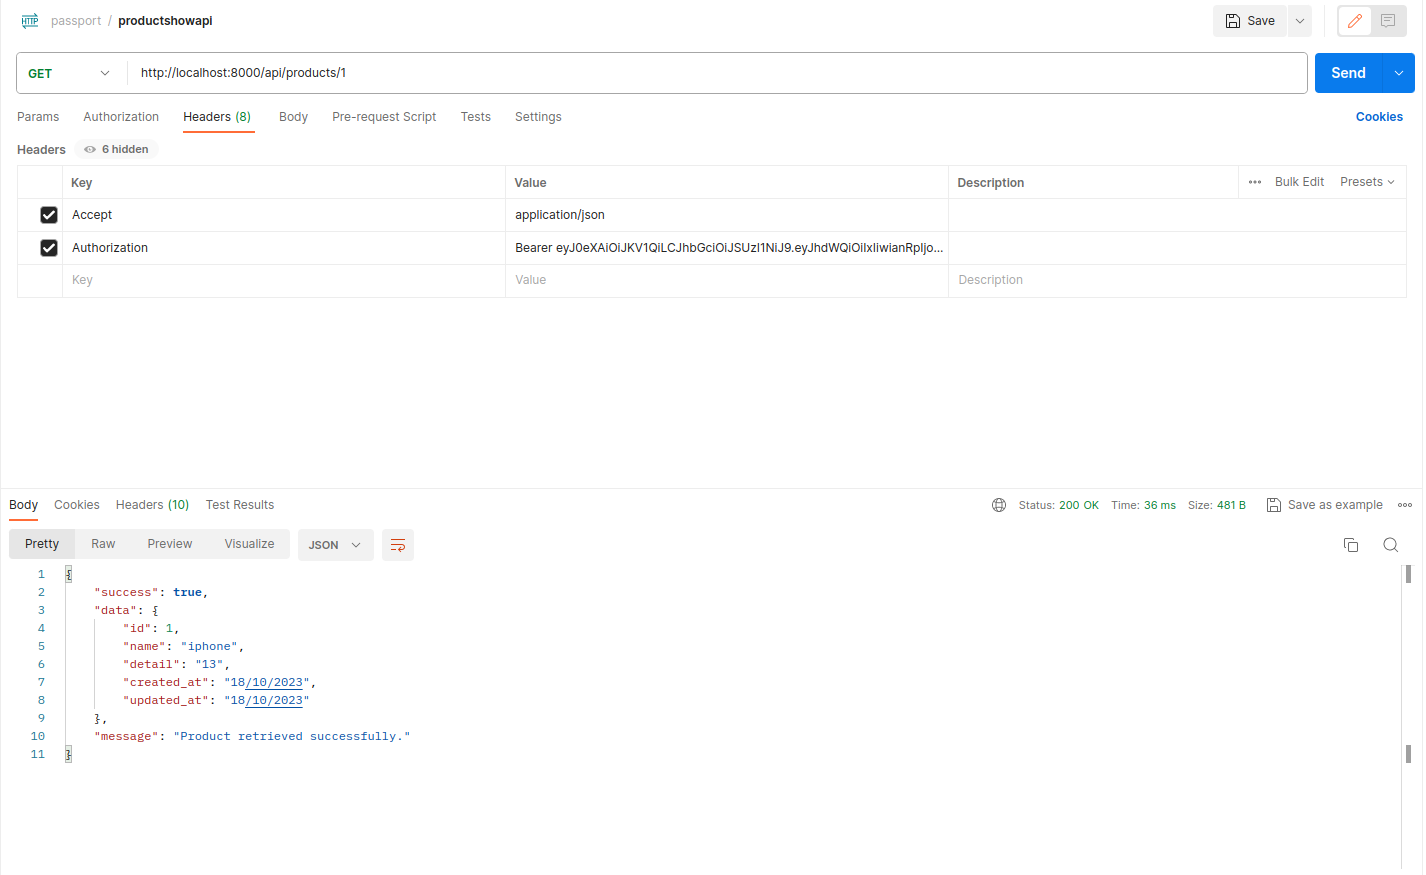 HTTP passport / productshowapi Save
GET http://localhost:8000/api/products/1 Send
Params Authorization Headers (8) Body Pre-request Script Tests Settings Cookies
Headers 6 hidden
Key Value Description ••• Bulk Edit Presets
Accept application/json
Authorization Bearer eyJ0eXAiOiJKV1QiLCJhbGciOiJSUzI1NiJ9.eyJhdWQiOiIxIiwianRpIjo...
Key Value Description
Body Cookies Headers (10) Test Results Status: 200 OK Time: 36 ms Size: 481 B Save as example
Pretty Raw Preview Visualize JSON
1 {
2 "success": true,
3 "data": {
4 "id": 1,
5 "name": "iphone",
6 "detail": "13",
7 "created_at": "18/10/2023",
8 "updated_at": "18/10/2023"
9 },
10 "message": "Product retrieved successfully."
11 }